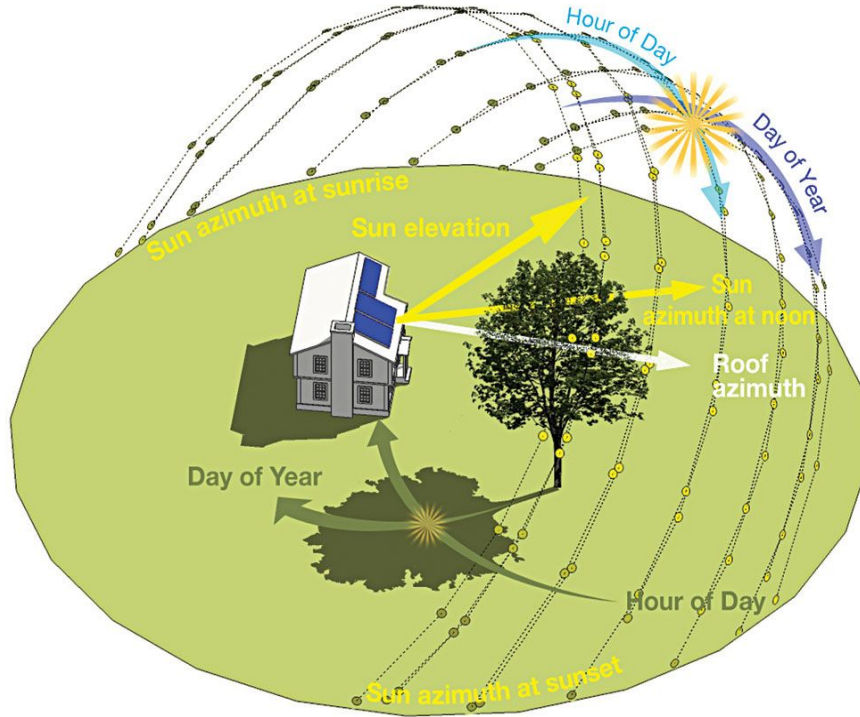 Hour of Day
Day of Year
Sun azimuth at sunrise
Sun elevation
Sun
azimuth at noon
Roof
azimuth
Day of Year
Hour of Day
Sun azimuth at sunset